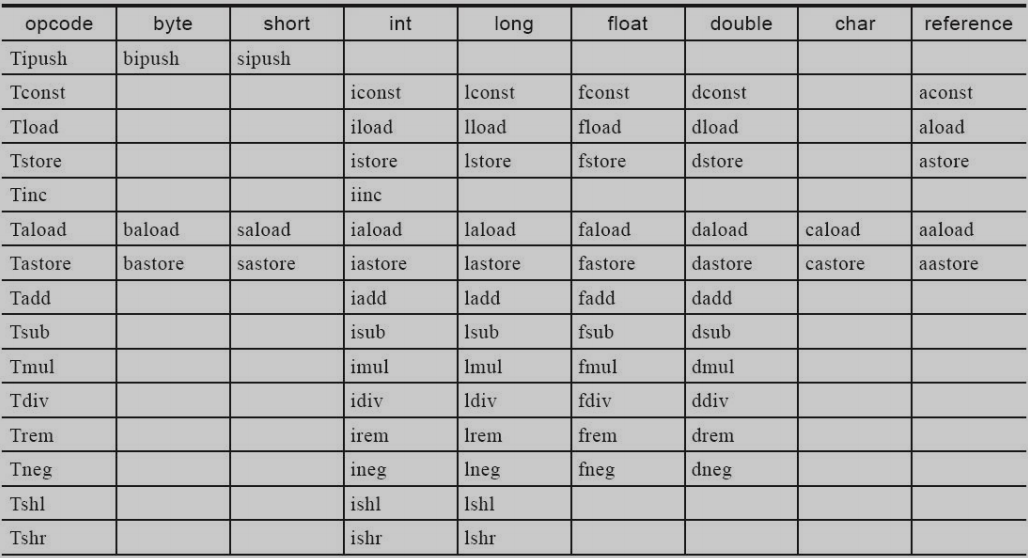 opcode byte short int long float double char reference
Tipush bipush sipush
Tconst iconst lconst fconst dconst aconst
Tload iload lload fload dload aload
Tstore istore lstore fstore dstore astore
Tinc iinc
Taload baload saload iaload laload faload daload caload aaload
Tastore bastore sastore iastore lastore fastore dastore castore aastore
Tadd iadd ladd fadd dadd
Tsub isub lsub fsub dsub
Tmul imul lmul fmul dmul
Tdiv idiv ldiv fdiv ddiv
Trem irem lrem frem drem
Tneg ineg lneg fneg dneg
Tshl ishl lshl
Tshr ishr lshr